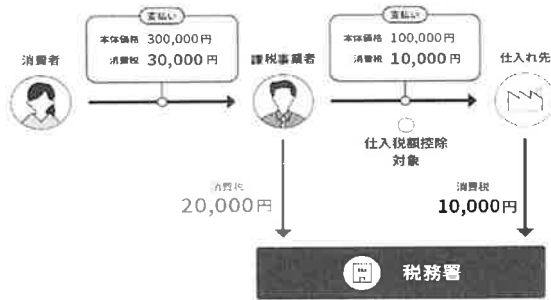 支払い
本体価格 300,000円
消費税 30,000円
支払い
本体価格 100,000円
消費税 10,000円
消費者
課税事業者
仕入れ先
仕入税額控除
対象
消費税
20,000円
消費税
10,000円
税務署